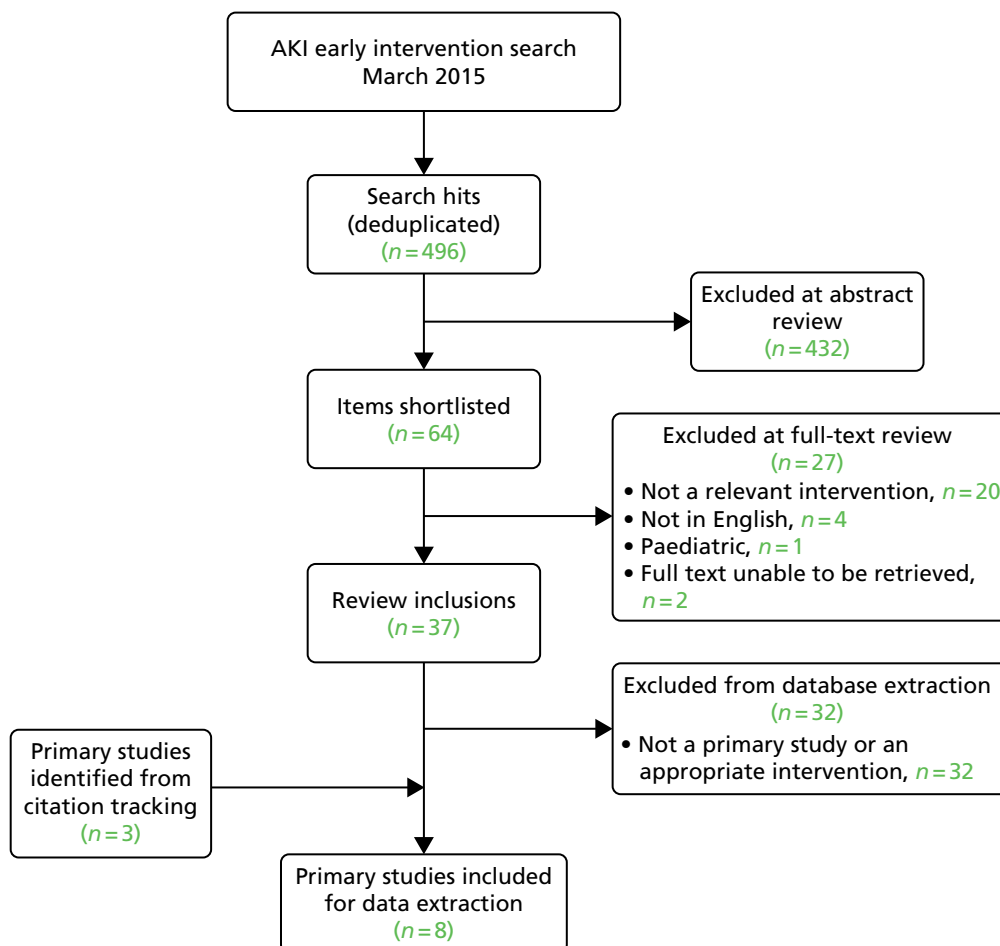 AKI early intervention search
March 2015
Search hits
(deduplicated)
(n = 496)
Excluded at abstract
review
(n = 432)
Items shortlisted
(n = 64)
Excluded at full-text review
(n = 27)
• Not a relevant intervention, n = 20
• Not in English, n = 4
• Paediatric, n = 1
• Full text unable to be retrieved,
n = 2
Review inclusions
(n = 37)
Excluded from database extraction
(n = 32)
• Not a primary study or an
appropriate intervention, n = 32
Primary studies
identified from
citation tracking
(n = 3)
Primary studies included
for data extraction
(n = 8)